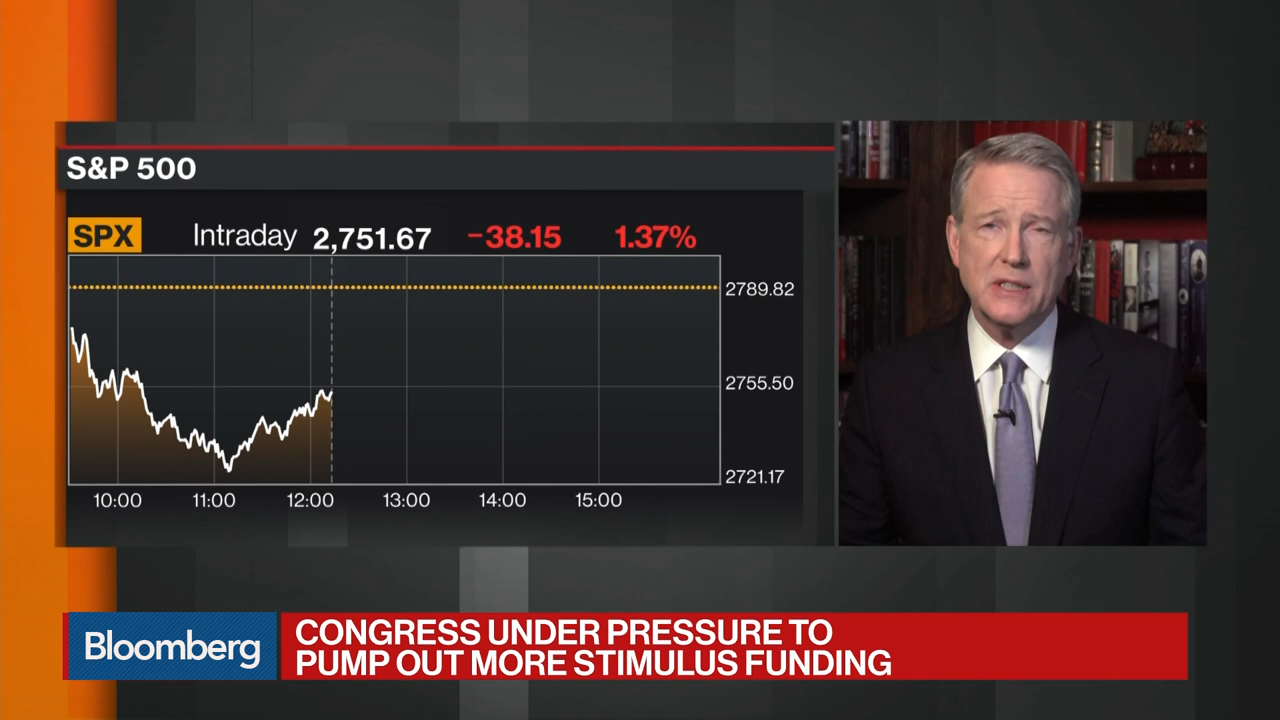 S&P 500
SPX Intraday 2,751.67 −38.15 1.37%
2789.82
2755.50
2721.17
10:00 11:00 12:00 13:00 14:00 15:00
Bloomberg
CONGRESS UNDER PRESSURE TO
PUMP OUT MORE STIMULUS FUNDING